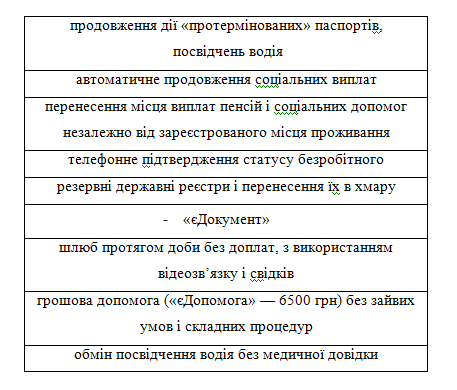 продовження дії «протермінованих» паспортів,
посвідчень водія
автоматичне продовження соціальних виплат
перенесення місця виплат пенсій і соціальних допомог
незалежно від зареєстрованого місця проживання
телефонне підтвердження статусу безробітного
резервні державні реєстри і перенесення їх в хмару
- «єДокумент»
шлюб протягом доби без доплат, з використанням
відеозв’язку і свідків
грошова допомога («єДопомога» — 6500 грн) без зайвих
умов і складних процедур
обмін посвідчення водія без медичної довідки